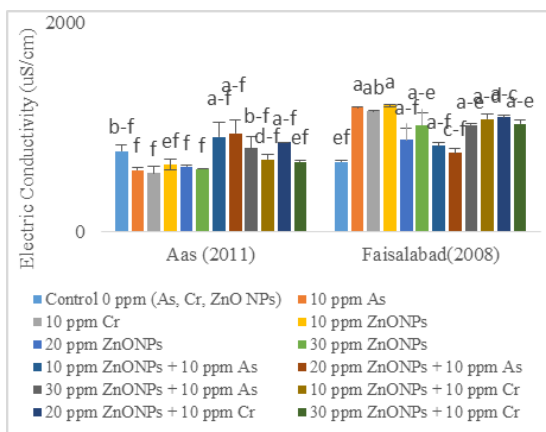 2000
Electric Conductivity (uS/cm)
0
b-f f f ef f f a-f a-f b-f d-f a-f ef
ef a ab a a-f a-e a-f c-f a-e a-d a-c a-e
Aas (2011) Faisalabad(2008)
Control 0 ppm (As, Cr, ZnO NPs) 10 ppm As
10 ppm Cr 10 ppm ZnONPs
20 ppm ZnONPs 30 ppm ZnONPs
10 ppm ZnONPs + 10 ppm As 20 ppm ZnONPs + 10 ppm As
30 ppm ZnONPs + 10 ppm As 10 ppm ZnONPs + 10 ppm Cr
20 ppm ZnONPs + 10 ppm Cr 30 ppm ZnONPs + 10 ppm Cr